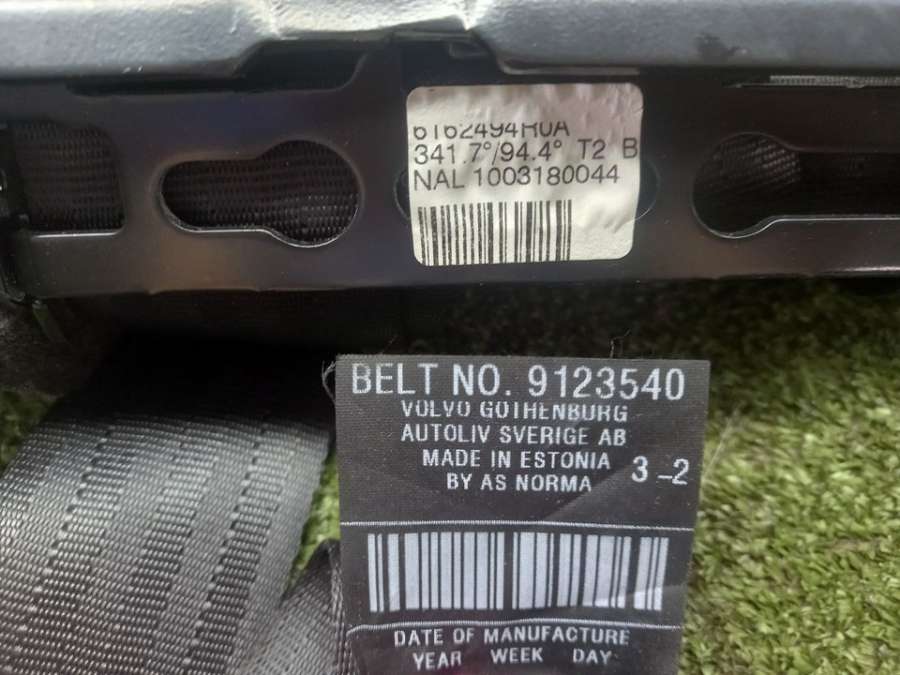 6162494R0A
341.7°/94.4° T2 B
NAL 1003180044
BELT NO. 9123540
VOLVO GOTHENBURG
AUTOLIV SVERIGE AB
MADE IN ESTONIA
BY AS NORMA
3-2
DATE OF MANUFACTURE
YEAR WEEK DAY